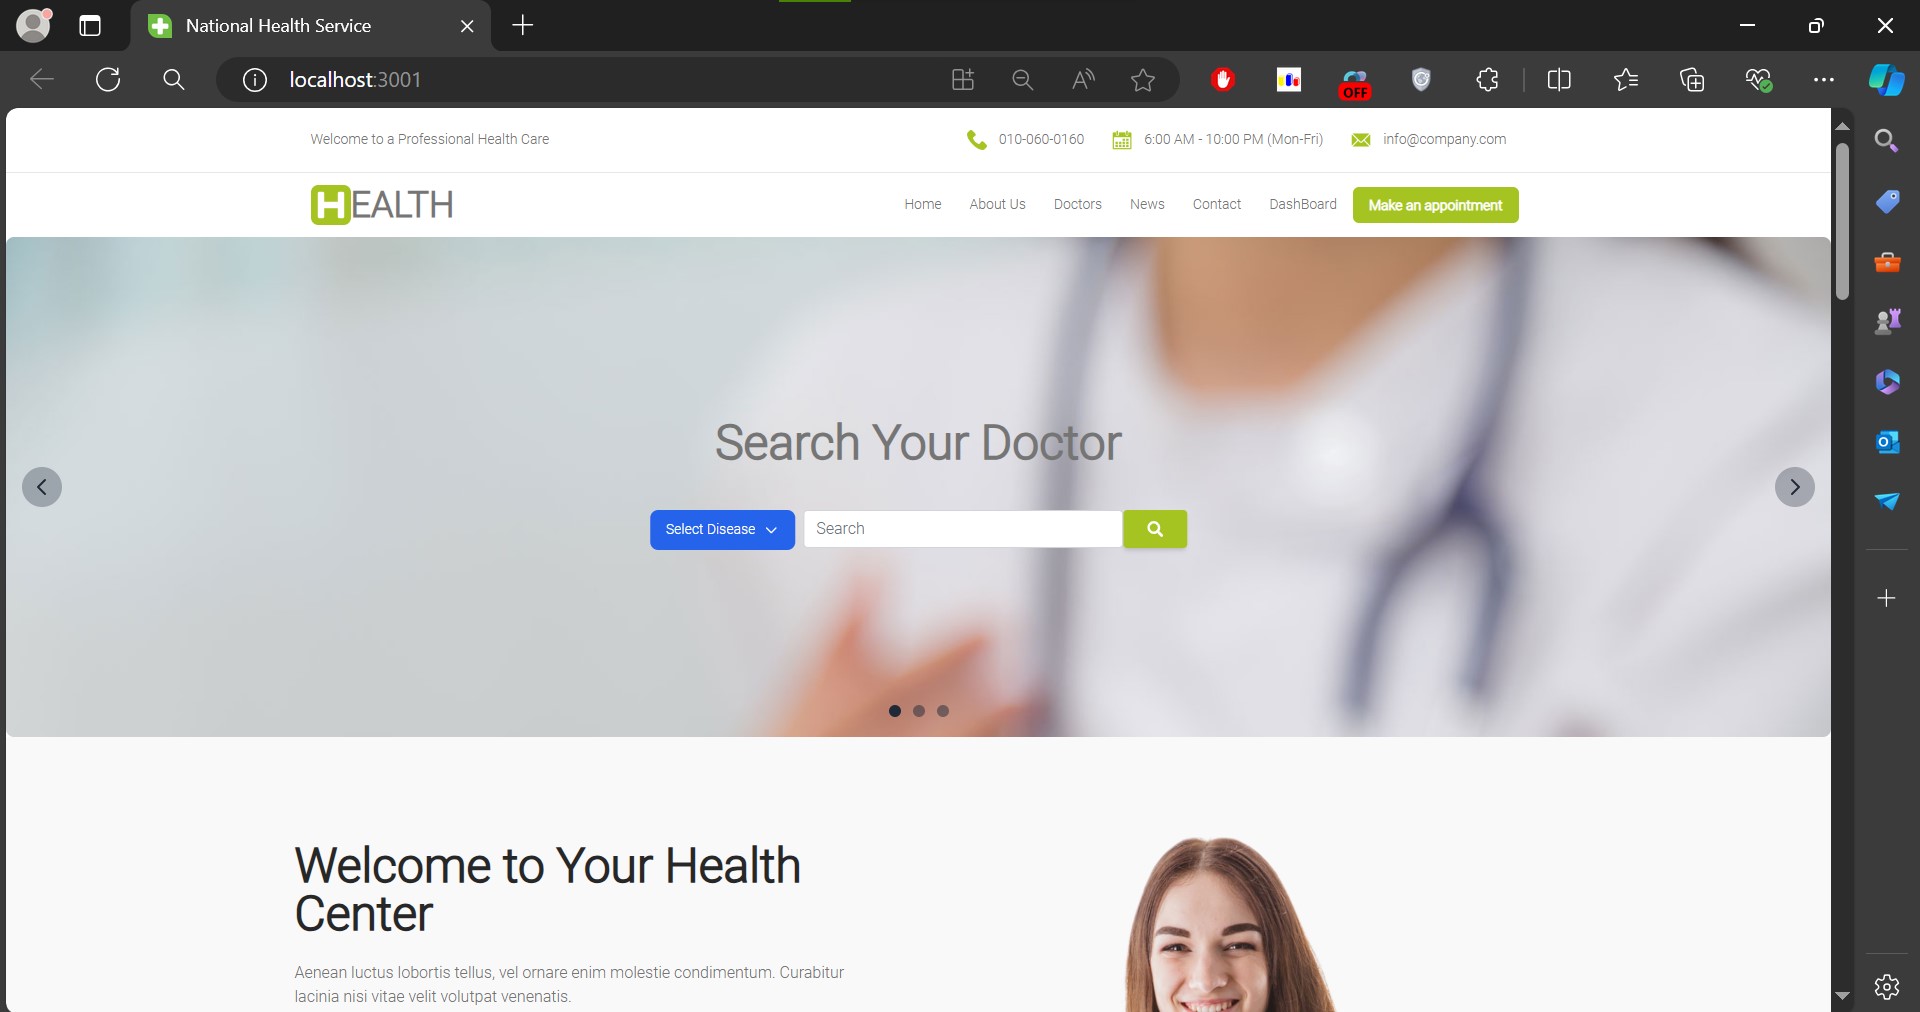 National Health Service
localhost:3001
OFF
Welcome to a Professional Health Care
010-060-0160
6:00 AM - 10:00 PM (Mon-Fri)
info@company.com
HEALTH
Home
About Us
Doctors
News
Contact
DashBoard
Make an appointment
Search Your Doctor
Select Disease
Search
Welcome to Your Health
Center
Aenean luctus lobortis tellus, vel ornare enim molestie condimentum. Curabitur
lacinia nisi vitae velit volutpat venenatis.